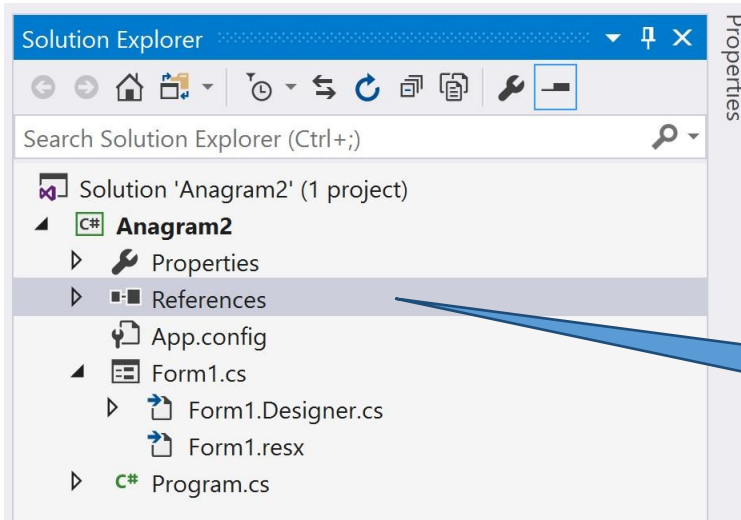 Solution Explorer
Properties
Search Solution Explorer (Ctrl+;)
Solution 'Anagram2' (1 project)
C# Anagram2
Properties
References
App.config
Form1.cs
Form1.Designer.cs
Form1.resx
C# Program.cs